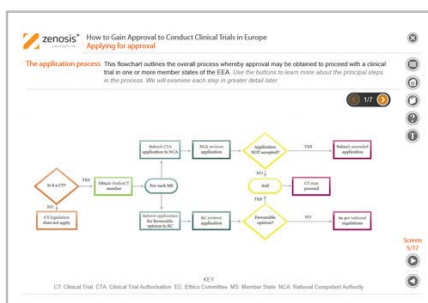 zenosis
How to Gain Approval to Conduct Clinical Trials in Europe
Applying for approval
The application process
This flowchart outlines the overall process whereby approval may be obtained to proceed with a clinical
trial in one or more member states of the EEA. Use the buttons to learn more about the principal steps
in the process. We will examine each step in greater detail later.
1/7
Submit CTA
application to NCA
NCA reviews
application
Application
NOT accepted?
YES
Submit amended
application
NO
Is it a CT?
YES
Obtain EudraCT
number
For each MS
And
CT may
proceed
NO
YES
CT legislation
does not apply
Submit application
for favourable
opinion to EC
EC reviews
application
Favourable
opinion?
NO
As per national
regulations
Screen
5/17
KEY
CT: Clinical Trial CTA: Clinical Trial Authorisation EC: Ethics Committee MS: Member State NCA: National Competent Authority